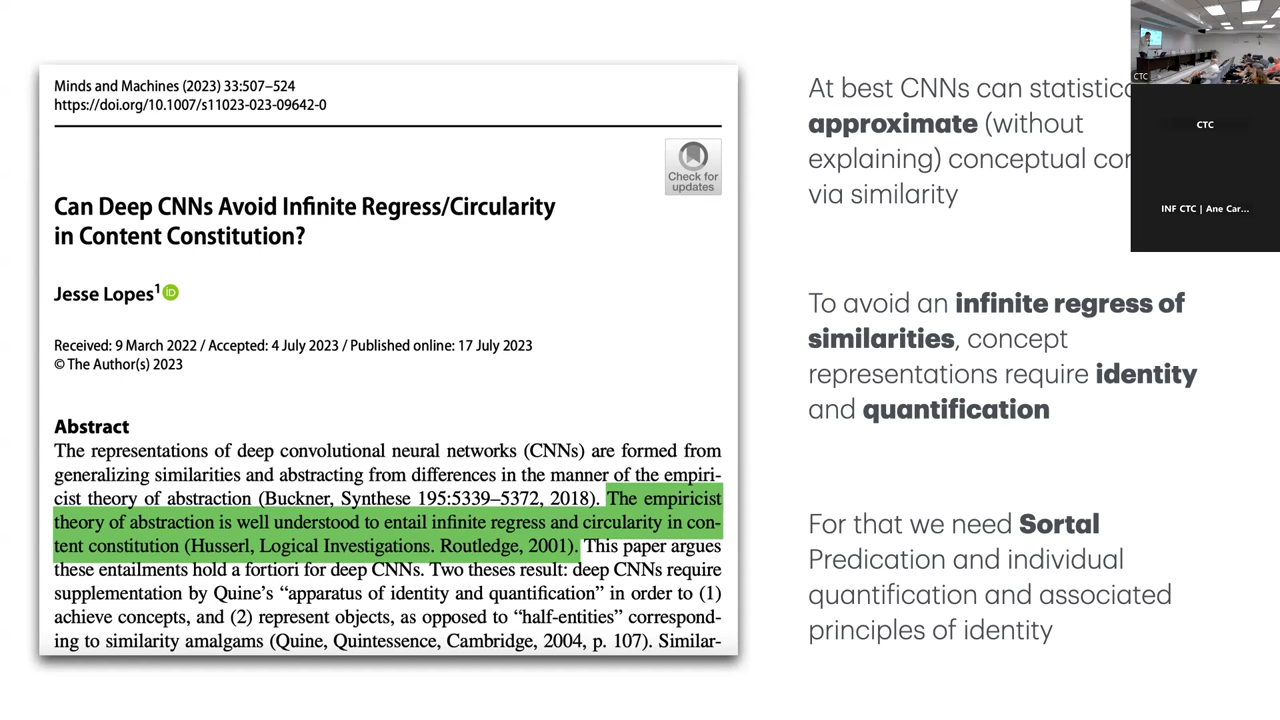 Minds and Machines (2023) 33:507–524
https://doi.org/10.1007/s11023-023-09642-0
Check for
updates
Can Deep CNNs Avoid Infinite Regress/Circularity
in Content Constitution?
Jesse Lopes1 iD
Received: 9 March 2022 / Accepted: 4 July 2023 / Published online: 17 July 2023
© The Author(s) 2023
Abstract
The representations of deep convolutional neural networks (CNNs) are formed from
generalizing similarities and abstracting from differences in the manner of the empiri-
cist theory of abstraction (Buckner, Synthese 195:5339–5372, 2018). The empiricist
theory of abstraction is well understood to entail infinite regress and circularity in con-
tent constitution (Husserl, Logical Investigations. Routledge, 2001). This paper argues
these entailments hold a fortiori for deep CNNs. Two theses result: deep CNNs require
supplementation by Quine's “apparatus of identity and quantification” in order to (1)
achieve concepts, and (2) represent objects, as opposed to “half-entities” correspond-
ing to similarity amalgams (Quine, Quintessence, Cambridge, 2004, p. 107). Similar-
At best CNNs can
approximate (without
explaining) conceptual
via similarity
To avoid an infinite regress of
similarities, concept
representations require identity
and quantification
For that we need Sortal
Predication and individual
quantification and associated
principles of identity
CTC
CTC
INF CTC | Ane Car...